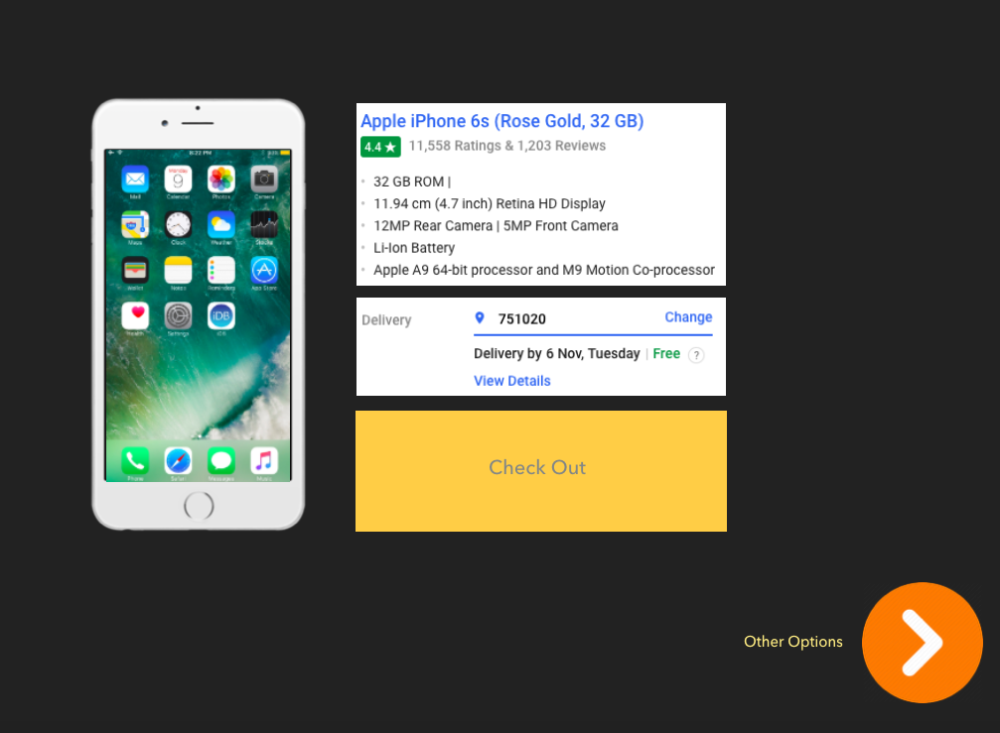 8:22 PM
Monday
9
Mail
Calendar
Photos
Camera
Maps
Clock
Weather
Stocks
Wallet
Notes
Reminders
App Store
iDB
Health
Settings
iDB
Phone
Safari
Messages
Music
Apple iPhone 6s (Rose Gold, 32 GB)
4.4 ★ 11,558 Ratings & 1,203 Reviews
32 GB ROM |
11.94 cm (4.7 inch) Retina HD Display
12MP Rear Camera | 5MP Front Camera
Li-Ion Battery
Apple A9 64-bit processor and M9 Motion Co-processor
Delivery 751020 Change
Delivery by 6 Nov, Tuesday | Free ?
View Details
Check Out
Other Options